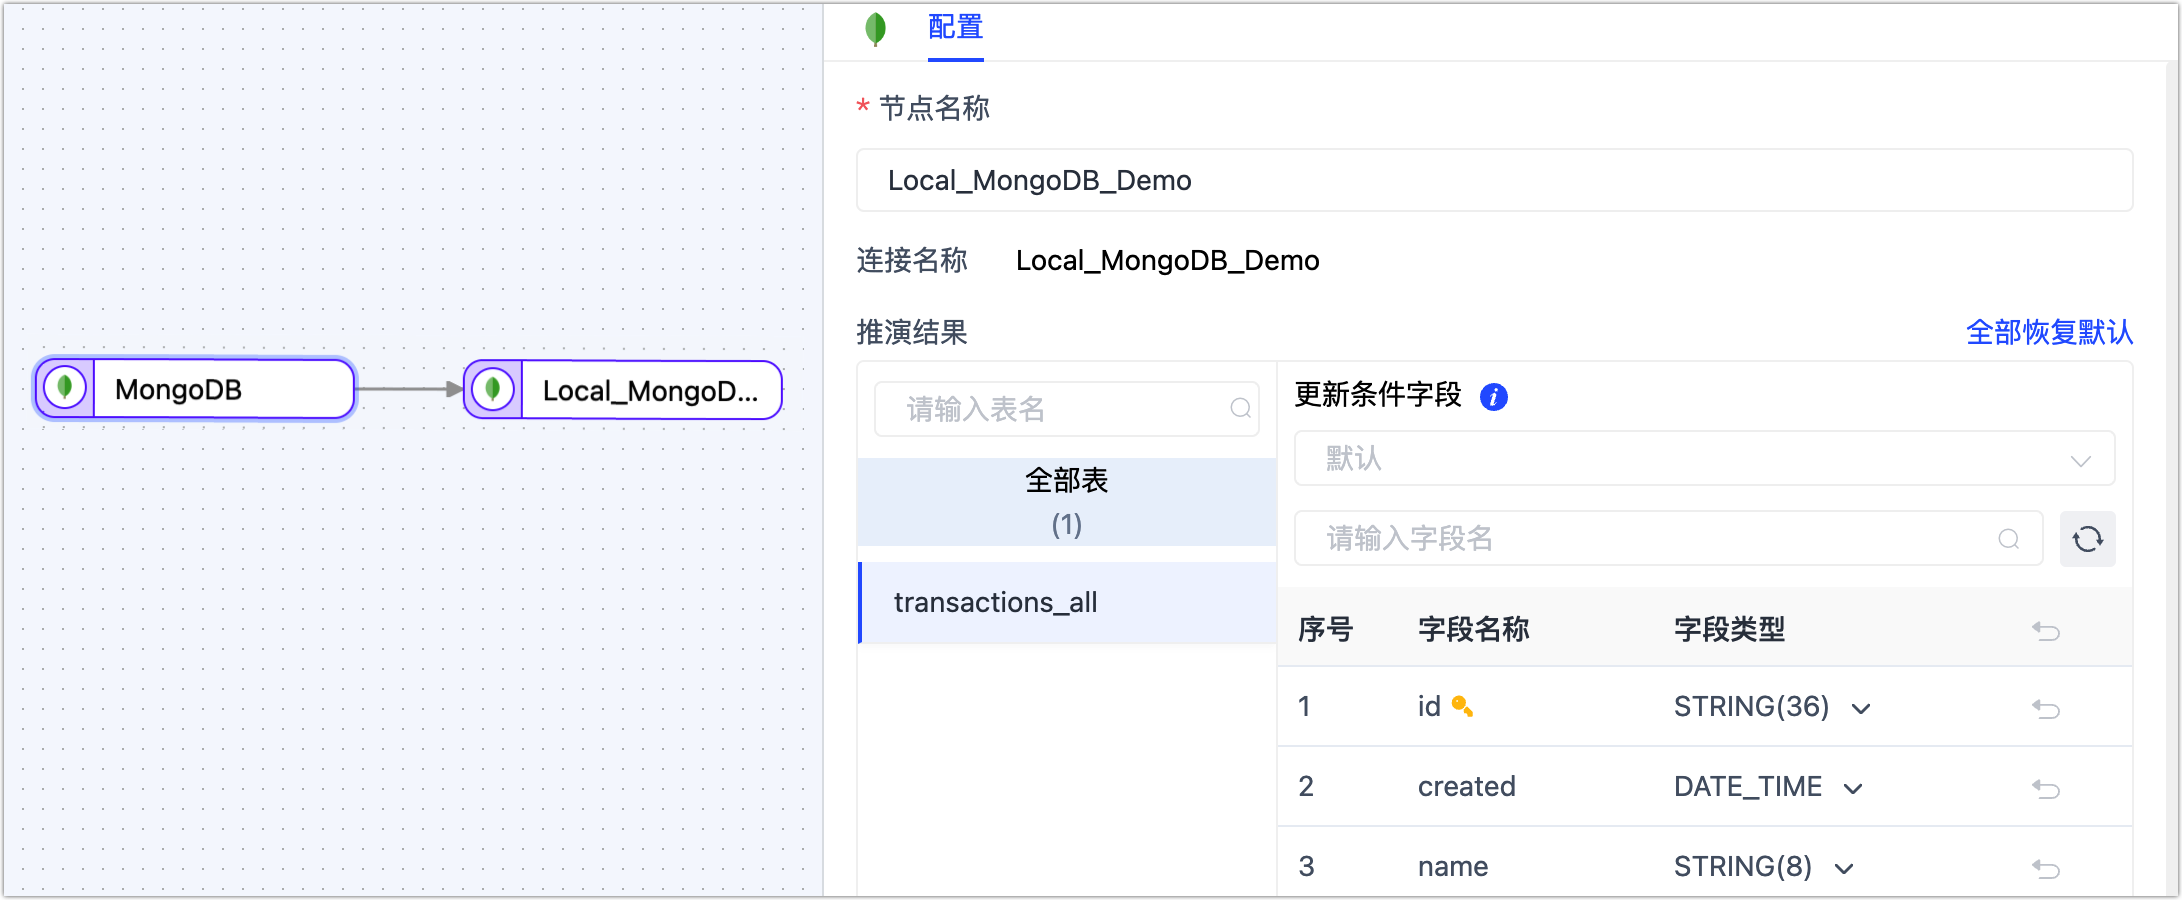 MongoDB
Local_MongoD...
配置
* 节点名称
Local_MongoDB_Demo
连接名称 Local_MongoDB_Demo
推演结果 全部恢复默认
请输入表名
全部表
(1)
transactions_all
更新条件字段 i
默认
请输入字段名
序号 字段名称 字段类型
1 id STRING(36)
2 created DATE_TIME
3 name STRING(8)